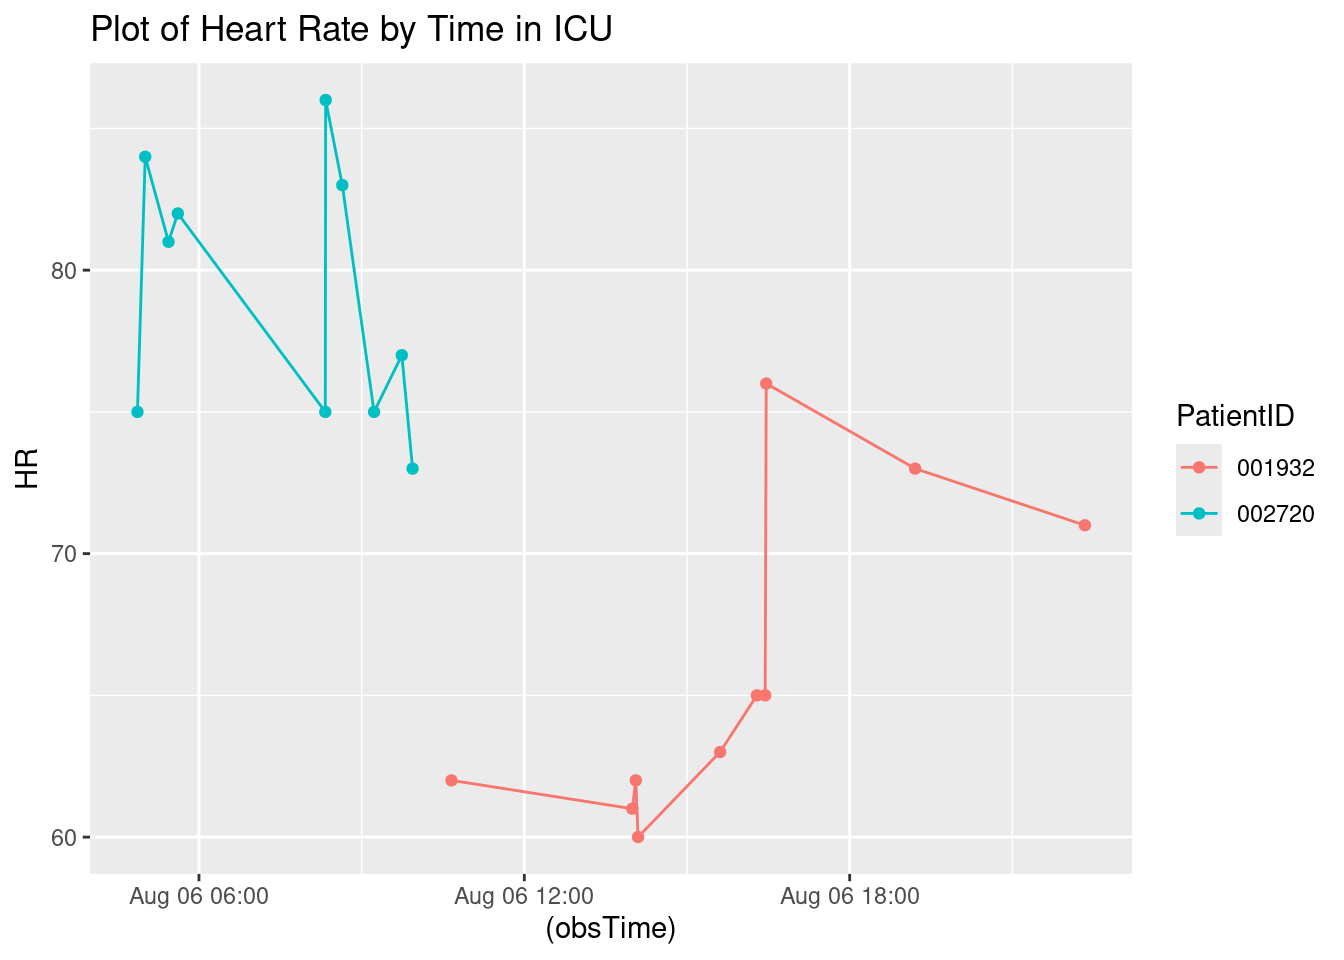 Plot of Heart Rate by Time in ICU
HR
80
70
60
Aug 06 06:00
Aug 06 12:00
Aug 06 18:00
(obsTime)
PatientID
001932
002720